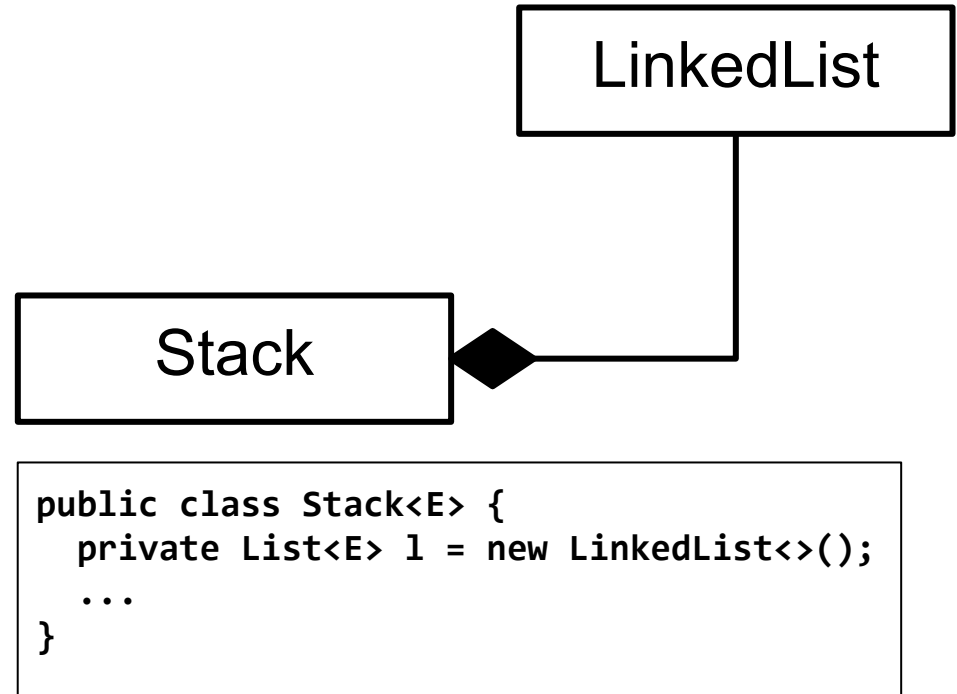 LinkedList
Stack
public class Stack<E> {
  private List<E> l = new LinkedList<>();
  ...
}